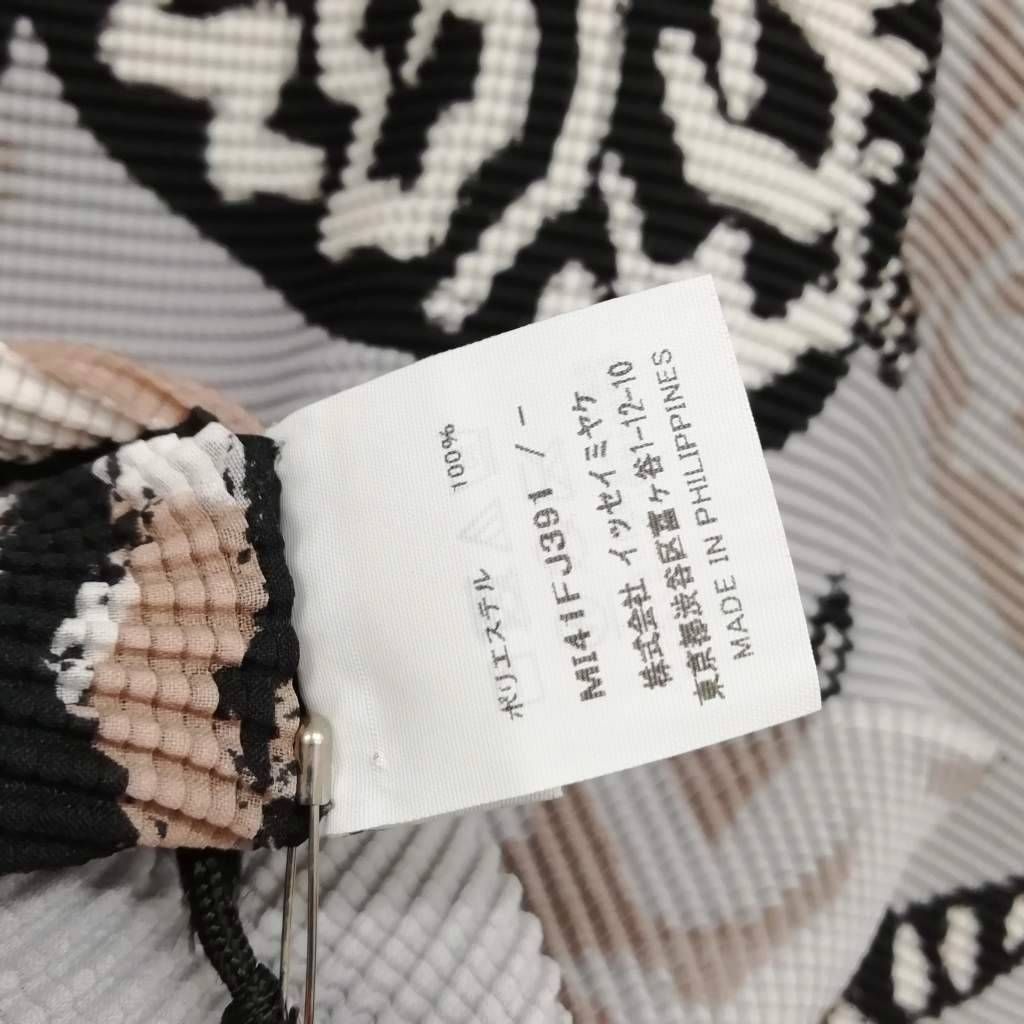 ポリエステル 100%
MI41FJ391 / -
株式会社 イッセイミヤケ
東京都渋谷区富ヶ谷1-12-10
MADE IN PHILIPPINES